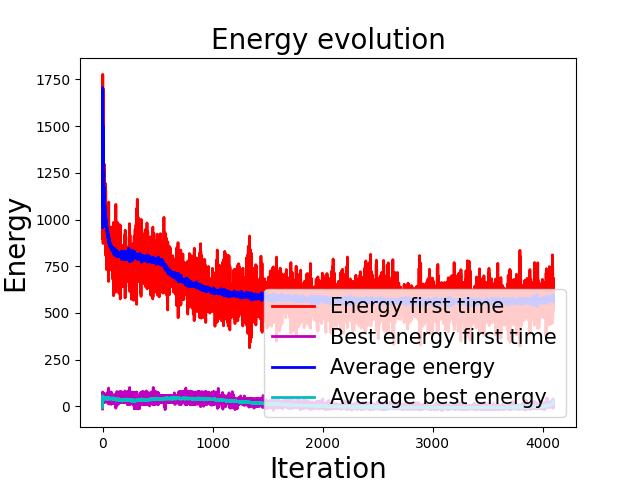 Energy evolution
Energy
1750
1500
1250
1000
750
500
250
0
Energy first time
Best energy first time
Average energy
Average best energy
0 1000 2000 3000 4000
Iteration